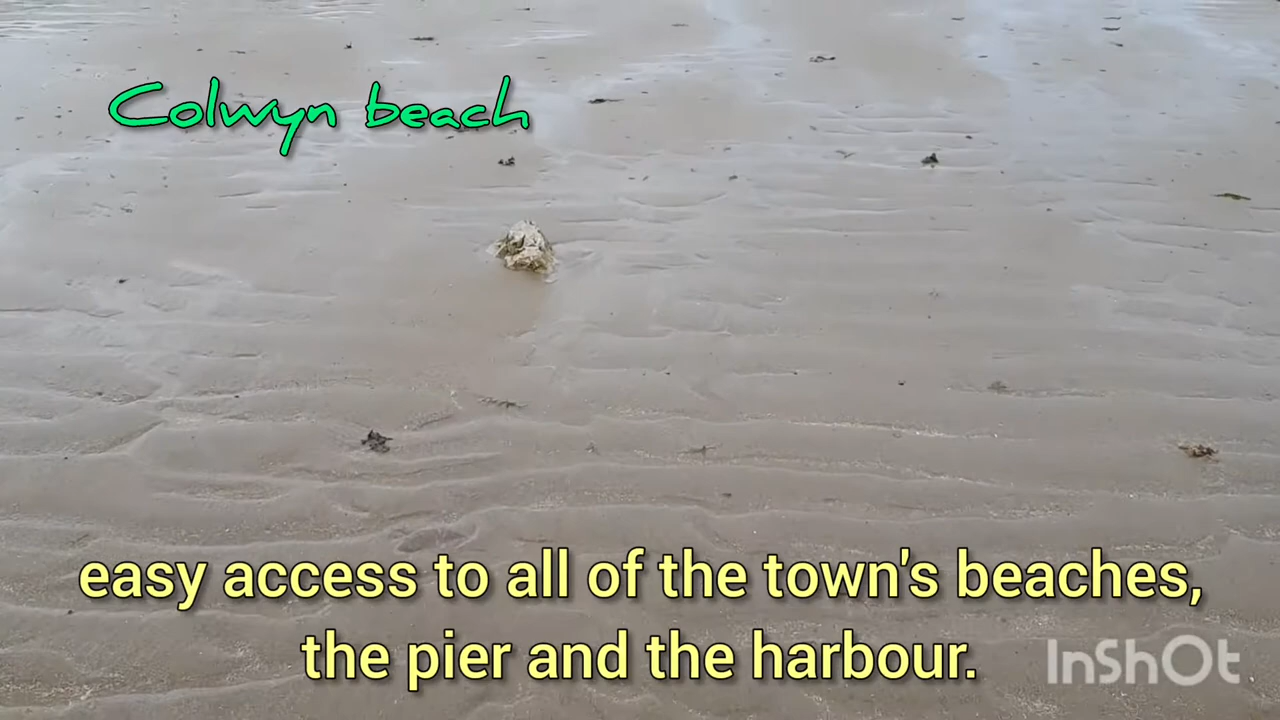 Colwyn beach
easy access to all of the town's beaches,
the pier and the harbour.
InShOt